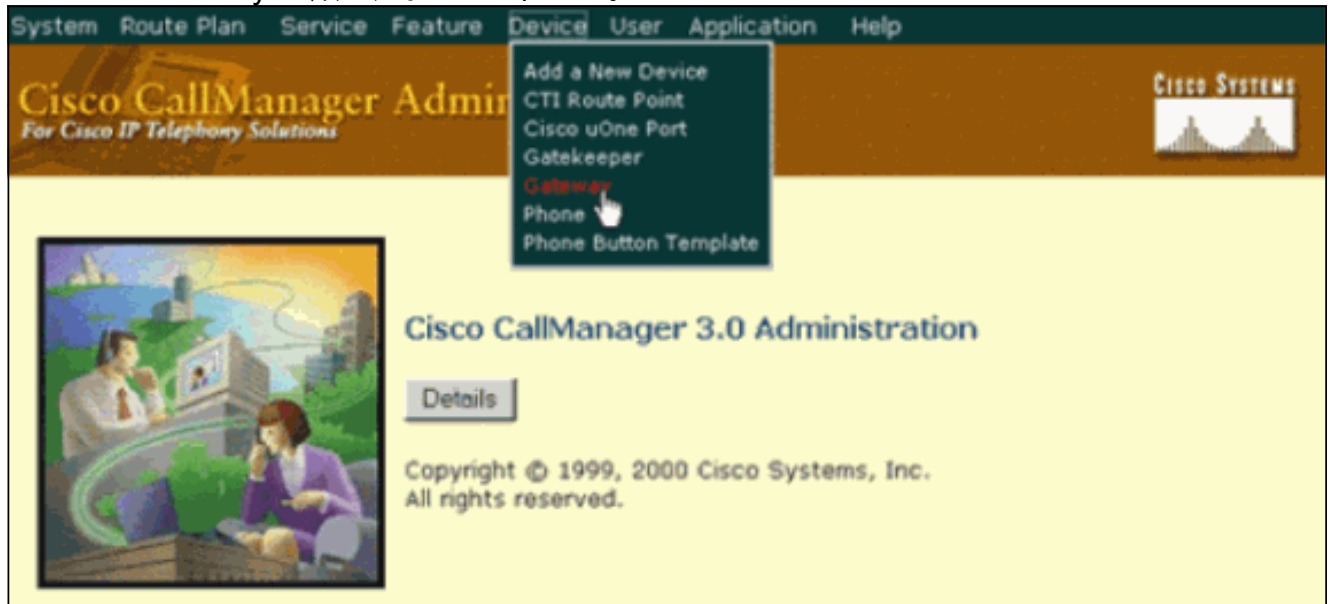 System Route Plan Service Feature Device User Application Help
Cisco CallManager Admin
For Cisco IP Telephony Solutions
Add a New Device
CTI Route Point
Cisco uOne Port
Gatekeeper
Gateway
Phone
Phone Button Template
CISCO SYSTEMS
Cisco CallManager 3.0 Administration
Details
Copyright © 1999, 2000 Cisco Systems, Inc.
All rights reserved.